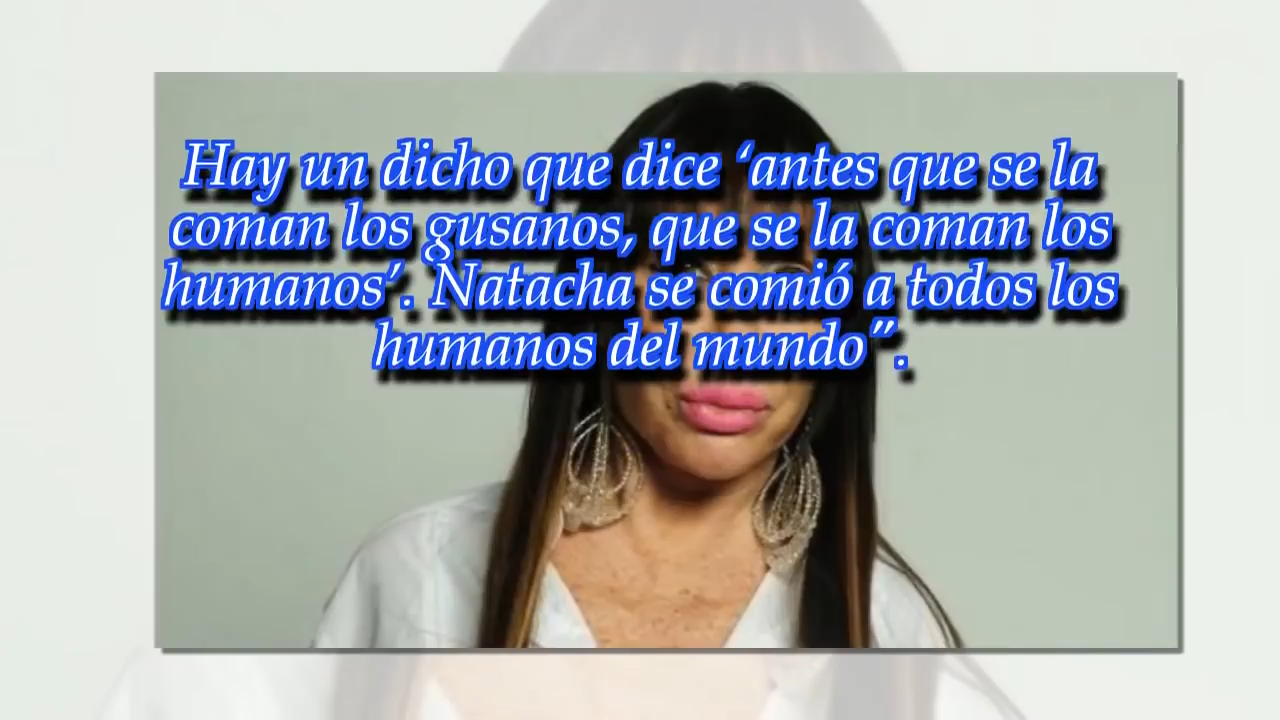 Hay un dicho que dice ‘antes que se la
coman los gusanos, que se la coman los
humanos’. Natacha se comió a todos los
humanos del mundo”.